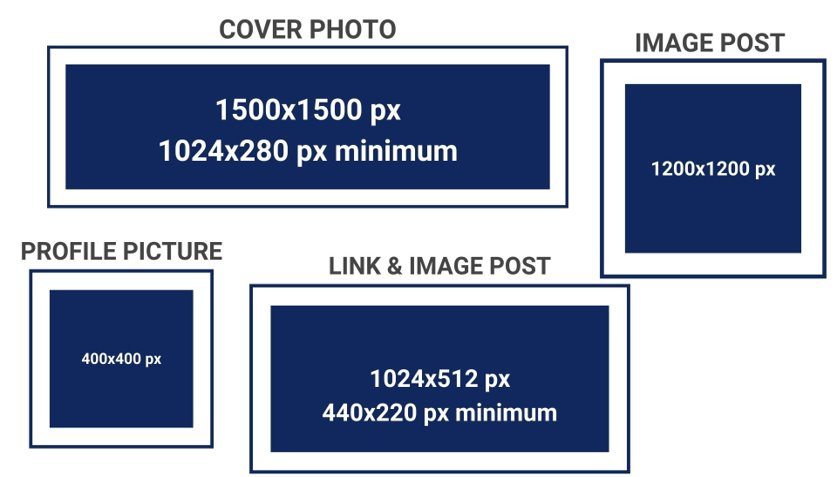 COVER PHOTO
1500x1500 px
1024x280 px minimum
IMAGE POST
1200x1200 px
PROFILE PICTURE
400x400 px
LINK & IMAGE POST
1024x512 px
440x220 px minimum